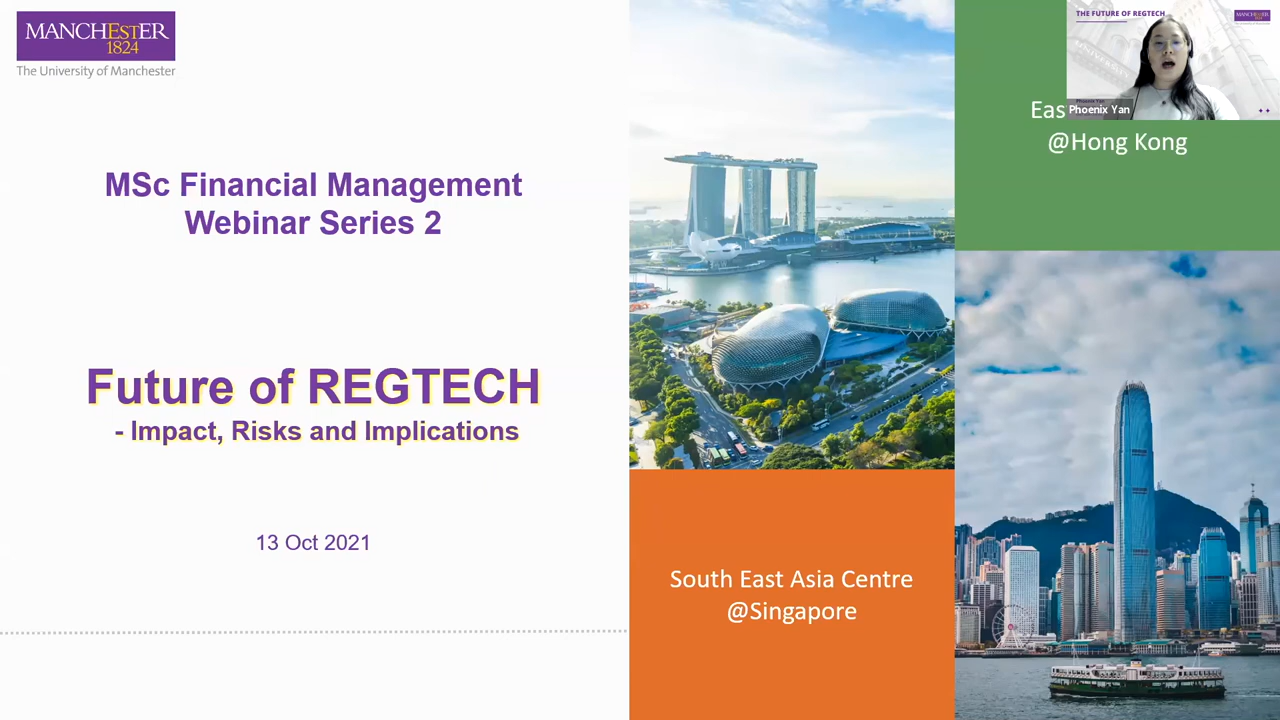 MANCHEstER
1824
The University of Manchester
MSc Financial Management
Webinar Series 2
Future of REGTECH
- Impact, Risks and Implications
13 Oct 2021
South East Asia Centre
@Singapore
THE FUTURE OF REGTECH
MANCHEstER
Phoenix Yan
@Hong Kong